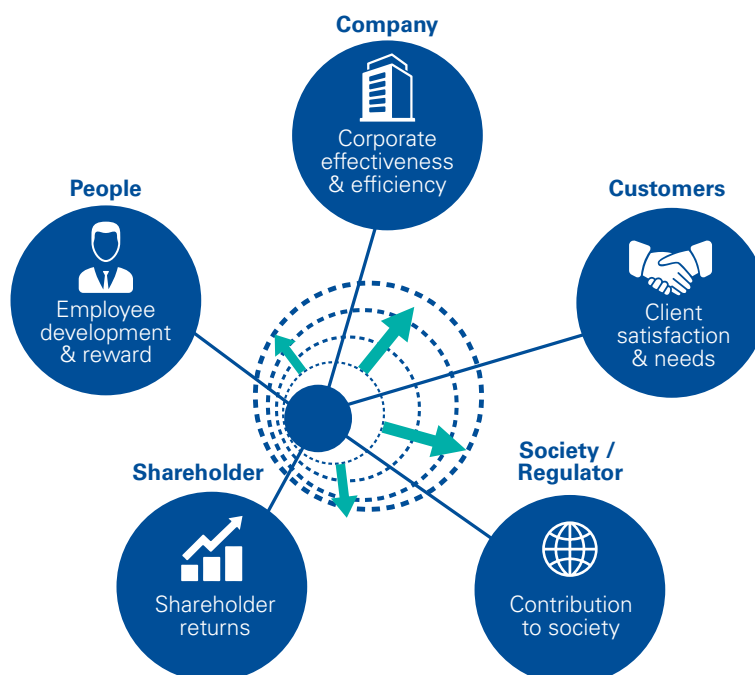 Company
Corporate
effectiveness
& efficiency
People
Employee
development
& reward
Customers
Client
satisfaction
& needs
Shareholder
Shareholder
returns
Society /
Regulator
Contribution
to society